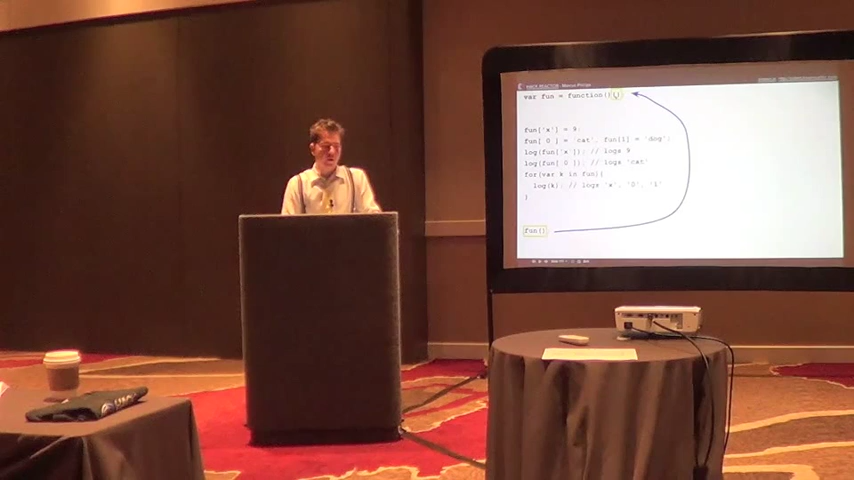 var fun = function(){}
fun['x'] = 9;
fun[ 0 ] = 'cat', fun[1] = 'dog';
log(fun['x']); // logs 9
log(fun[ 0 ]); // logs 'cat'
for(var k in fun){
log(k); // logs 'x', '0', '1'
}
fun()